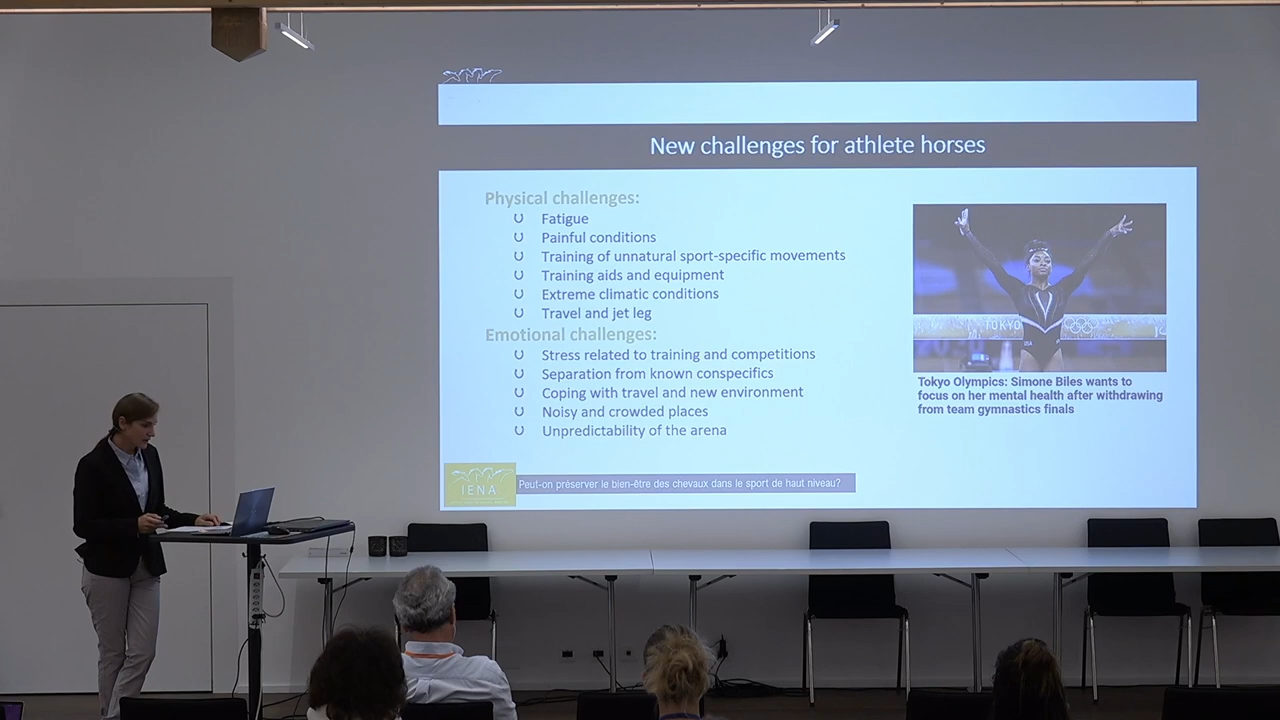 New challenges for athlete horses
Physical challenges:
Fatigue
Painful conditions
Training of unnatural sport-specific movements
Training aids and equipment
Extreme climatic conditions
Travel and jet leg
Emotional challenges:
Stress related to training and competitions
Separation from known conspecifics
Coping with travel and new environment
Noisy and crowded places
Unpredictability of the arena
TOKYO
USA
Tokyo Olympics: Simone Biles wants to
focus on her mental health after withdrawing
from team gymnastics finals
IENA
Peut-on préserver le bien-être des chevaux dans le sport de haut niveau?